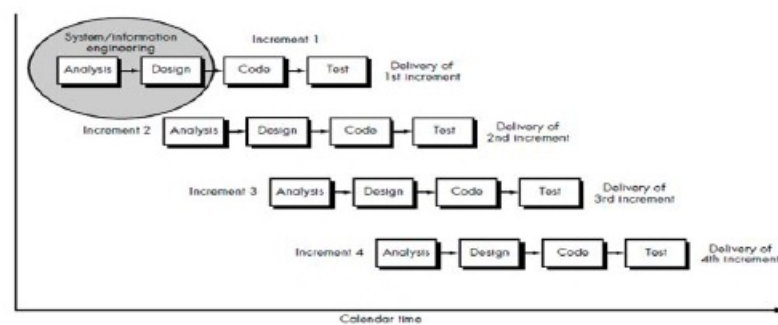 System/information
engineering
Increment 1
Analysis
Design
Code
Test
Delivery of
1st increment
Increment 2
Analysis
Design
Code
Test
Delivery of
2nd increment
Increment 3
Analysis
Design
Code
Test
Delivery of
3rd increment
Increment 4
Analysis
Design
Code
Test
Delivery of
4th increment
Calendar time